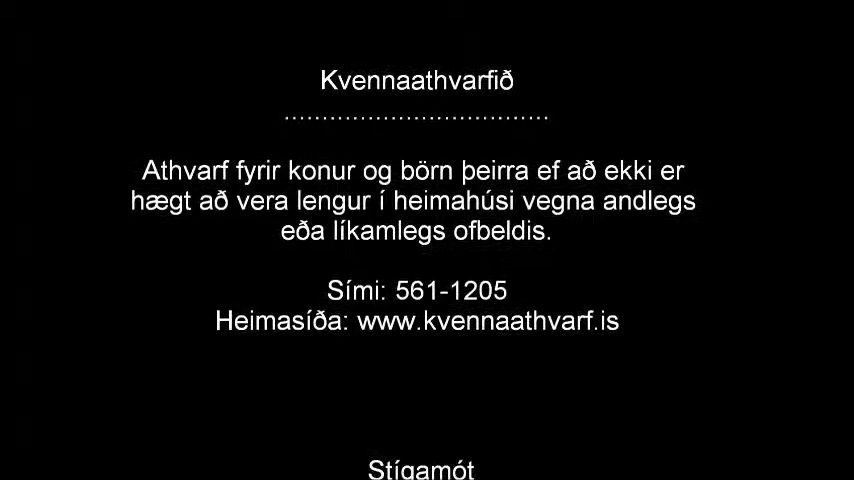 Kvennaathvarfið
...................................
Athvarf fyrir konur og börn þeirra ef að ekki er
hægt að vera lengur í heimahúsi vegna andlegs
eða líkamlegs ofbeldis.
Sími: 561-1205
Heimasíða: www.kvennaathvarf.is
Stígamót